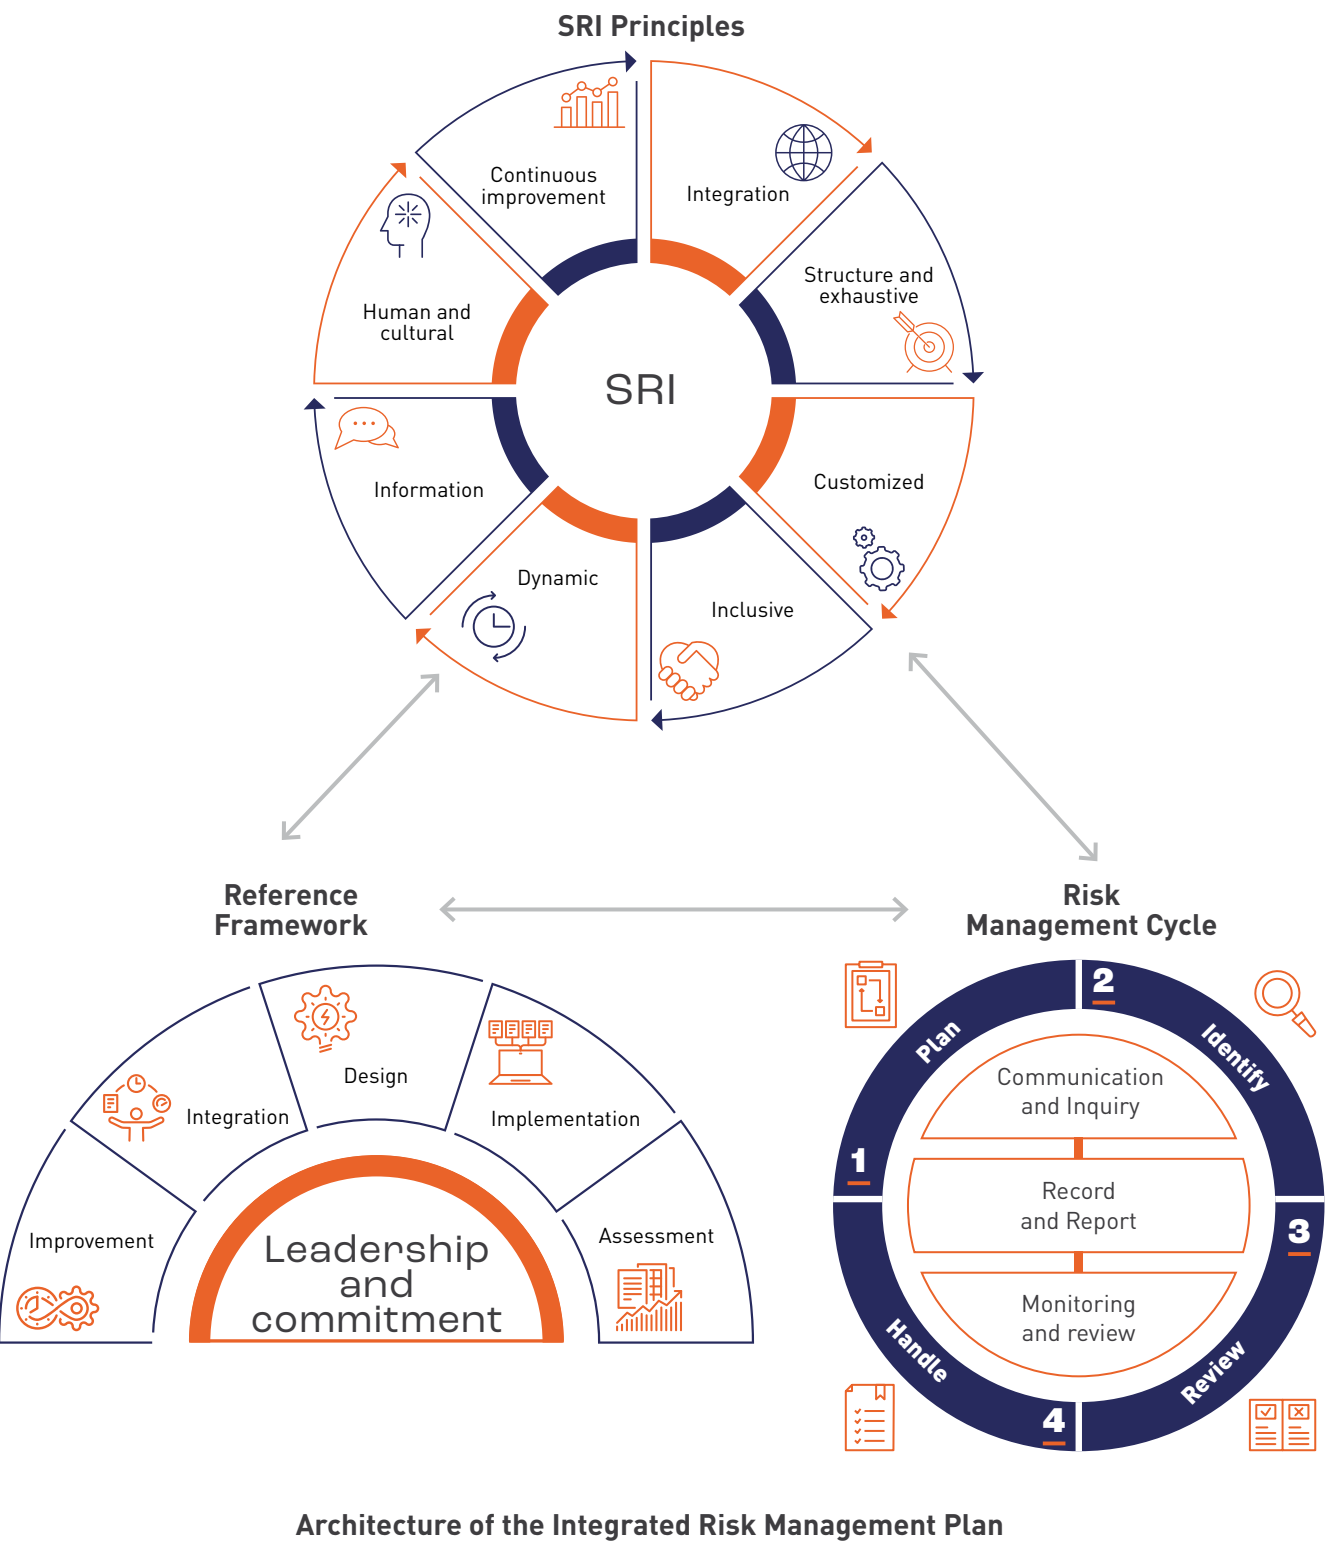 SRI Principles
Continuous
improvement
Integration
Structure and
exhaustive
Human and
cultural
SRI
Information
Customized
Dynamic
Inclusive
Reference
Framework
Risk
Management Cycle
Design
Integration
Implementation
Improvement
Assessment
Leadership
and
commitment
1
Plan
2
Identify
3
Review
4
Handle
Communication
and Inquiry
Record
and Report
Monitoring
and review
Architecture of the Integrated Risk Management Plan